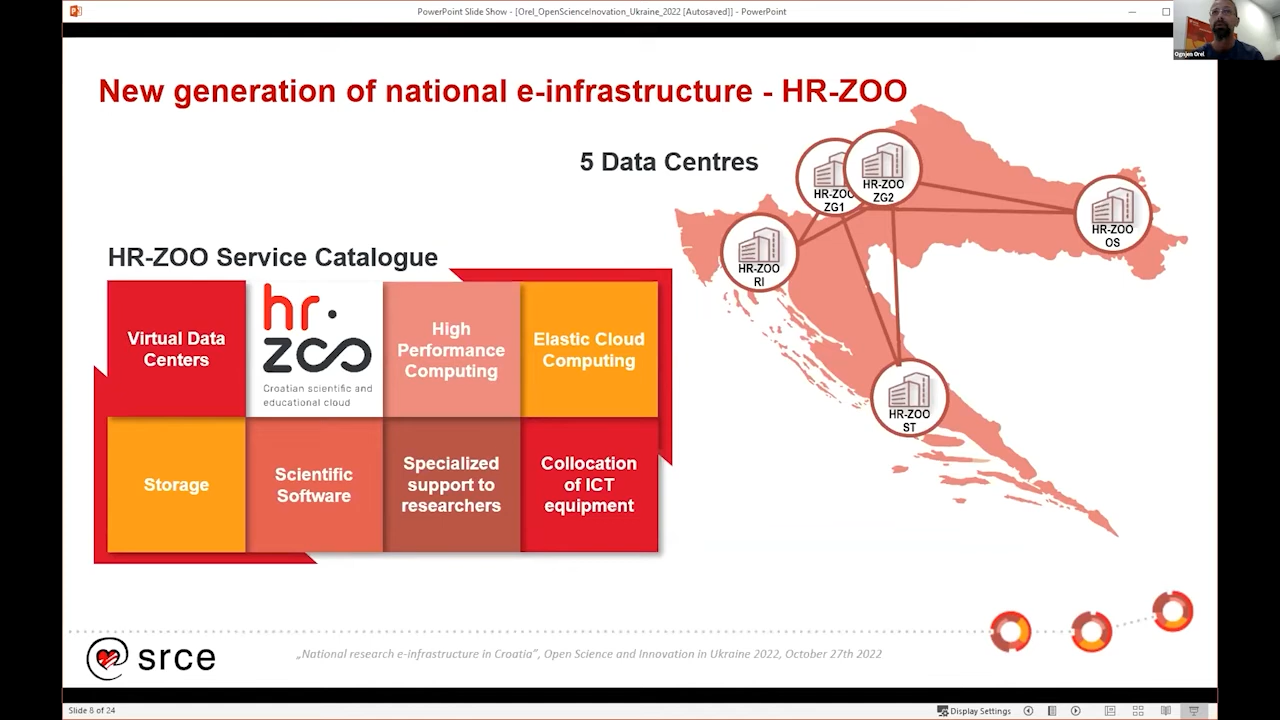 PowerPoint Slide Show - [Orel_OpenScienceInovation_Ukraine_2022 [Autosaved]] - PowerPoint
Ognjen Orel
New generation of national e-infrastructure - HR-ZOO
5 Data Centres
HR-ZOO
ZG1
HR-ZOO
ZG2
HR-ZOO
OS
HR-ZOO
RI
HR-ZOO
ST
HR-ZOO Service Catalogue
Virtual Data
Centers
hr.
zoo
Croatian scientific and
educational cloud
High
Performance
Computing
Elastic Cloud
Computing
Storage
Scientific
Software
Specialized
support to
researchers
Collocation
of ICT
equipment
srce
„National research e-infrastructure in Croatia”, Open Science and Innovation in Ukraine 2022, October 27th 2022
Slide 8 of 24
Display Settings